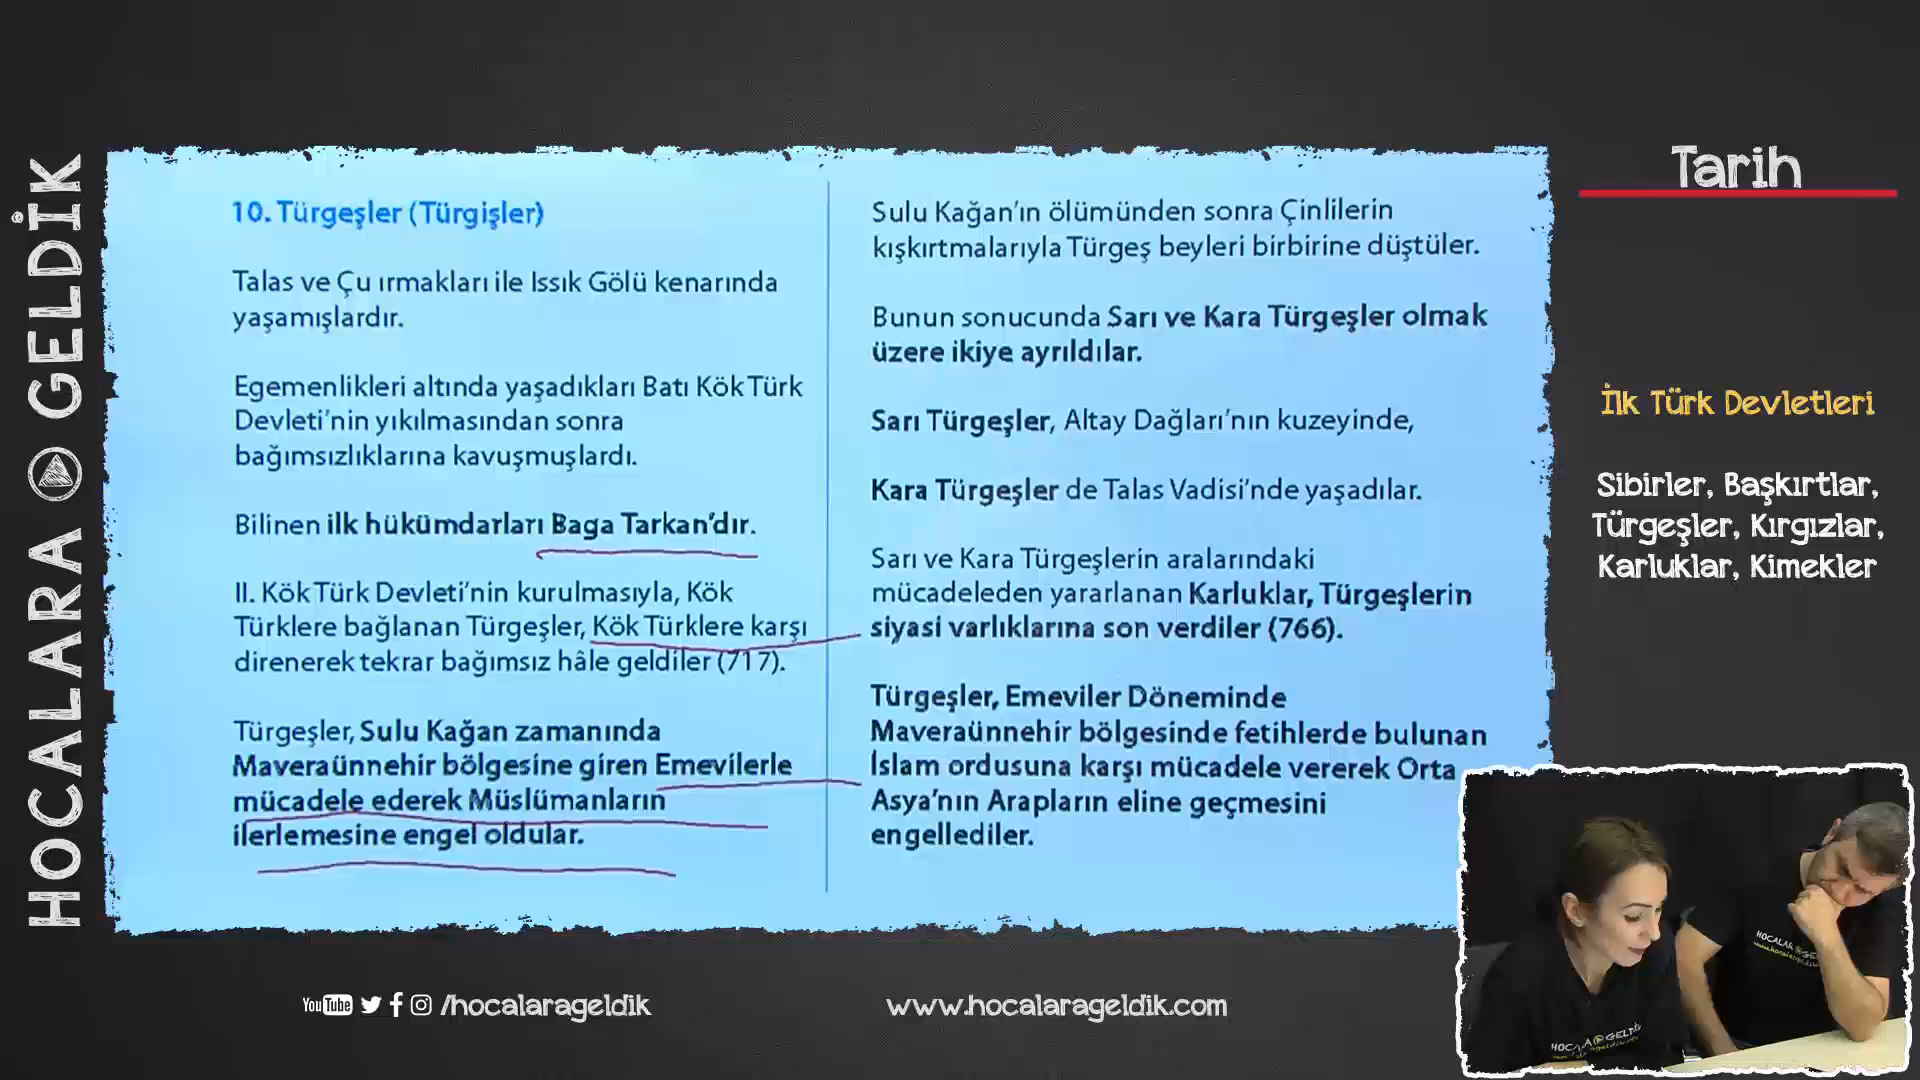 HOCALARA GELDİK
10. Türgeşler (Türgişler)
Talas ve Çu ırmakları ile Issık Gölü kenarında
yaşamışlardır.
Egemenlikleri altında yaşadıkları Batı Kök Türk
Devleti'nin yıkılmasından sonra
bağımsızlıklarına kavuşmuşlardı.
Bilinen ilk hükümdarları Baga Tarkan'dır.
II. Kök Türk Devleti'nin kurulmasıyla, Kök
Türklere bağlanan Türgeşler, Kök Türklere karşı
direnerek tekrar bağımsız hâle geldiler (717).
Türgeşler, Sulu Kağan zamanında
Maveraünnehir bölgesine giren Emevilerle
mücadele ederek Müslümanların
ilerlemesine engel oldular.
Sulu Kağan'ın ölümünden sonra Çinlilerin
kışkırtmalarıyla Türgeş beyleri birbirine düştüler.
Bunun sonucunda Sarı ve Kara Türgeşler olmak
üzere ikiye ayrıldılar.
Sarı Türgeşler, Altay Dağları'nın kuzeyinde,
Kara Türgeşler de Talas Vadisi'nde yaşadılar.
Sarı ve Kara Türgeşlerin aralarındaki
mücadeleden yararlanan Karluklar, Türgeşlerin
siyasi varlıklarına son verdiler (766).
Türgeşler, Emeviler Döneminde
Maveraünnehir bölgesinde fetihlerde bulunan
İslam ordusuna karşı mücadele vererek Orta
Asya'nın Arapların eline geçmesini
engellediler.
Tarih
İlk Türk Devletleri
Sibirler, Başkırtlar,
Türgeşler, Kırgızlar,
Karluklar, Kimekler
YouTube /hocalarageldik
www.hocalarageldik.com